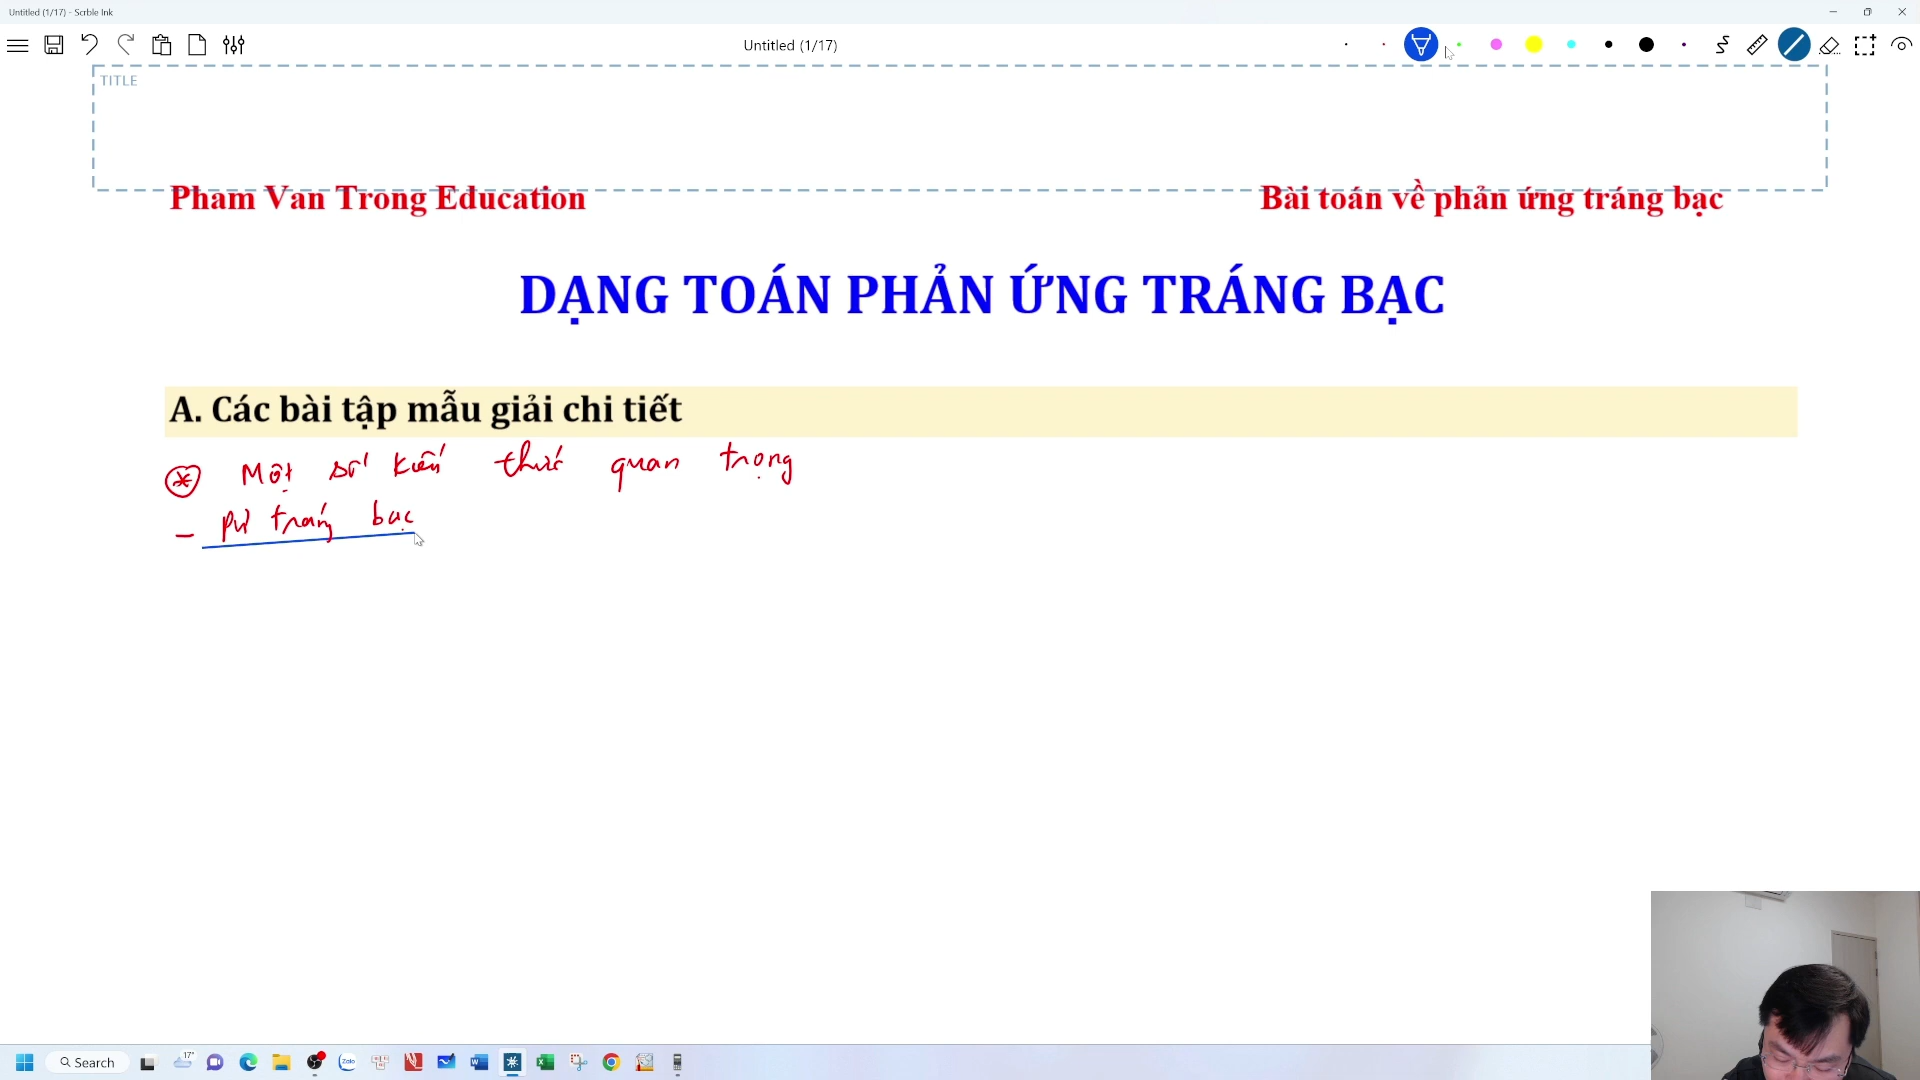 Untitled (1/17) - Scrble Ink
Untitled (1/17)
TITLE
Pham Van Trong Education
Bài toán về phản ứng tráng bạc
DẠNG TOÁN PHẢN ỨNG TRÁNG BẠC
A. Các bài tập mẫu giải chi tiết
Một số kiến thức quan trọng
- pư tráng bạc
17°
Search
Zalo